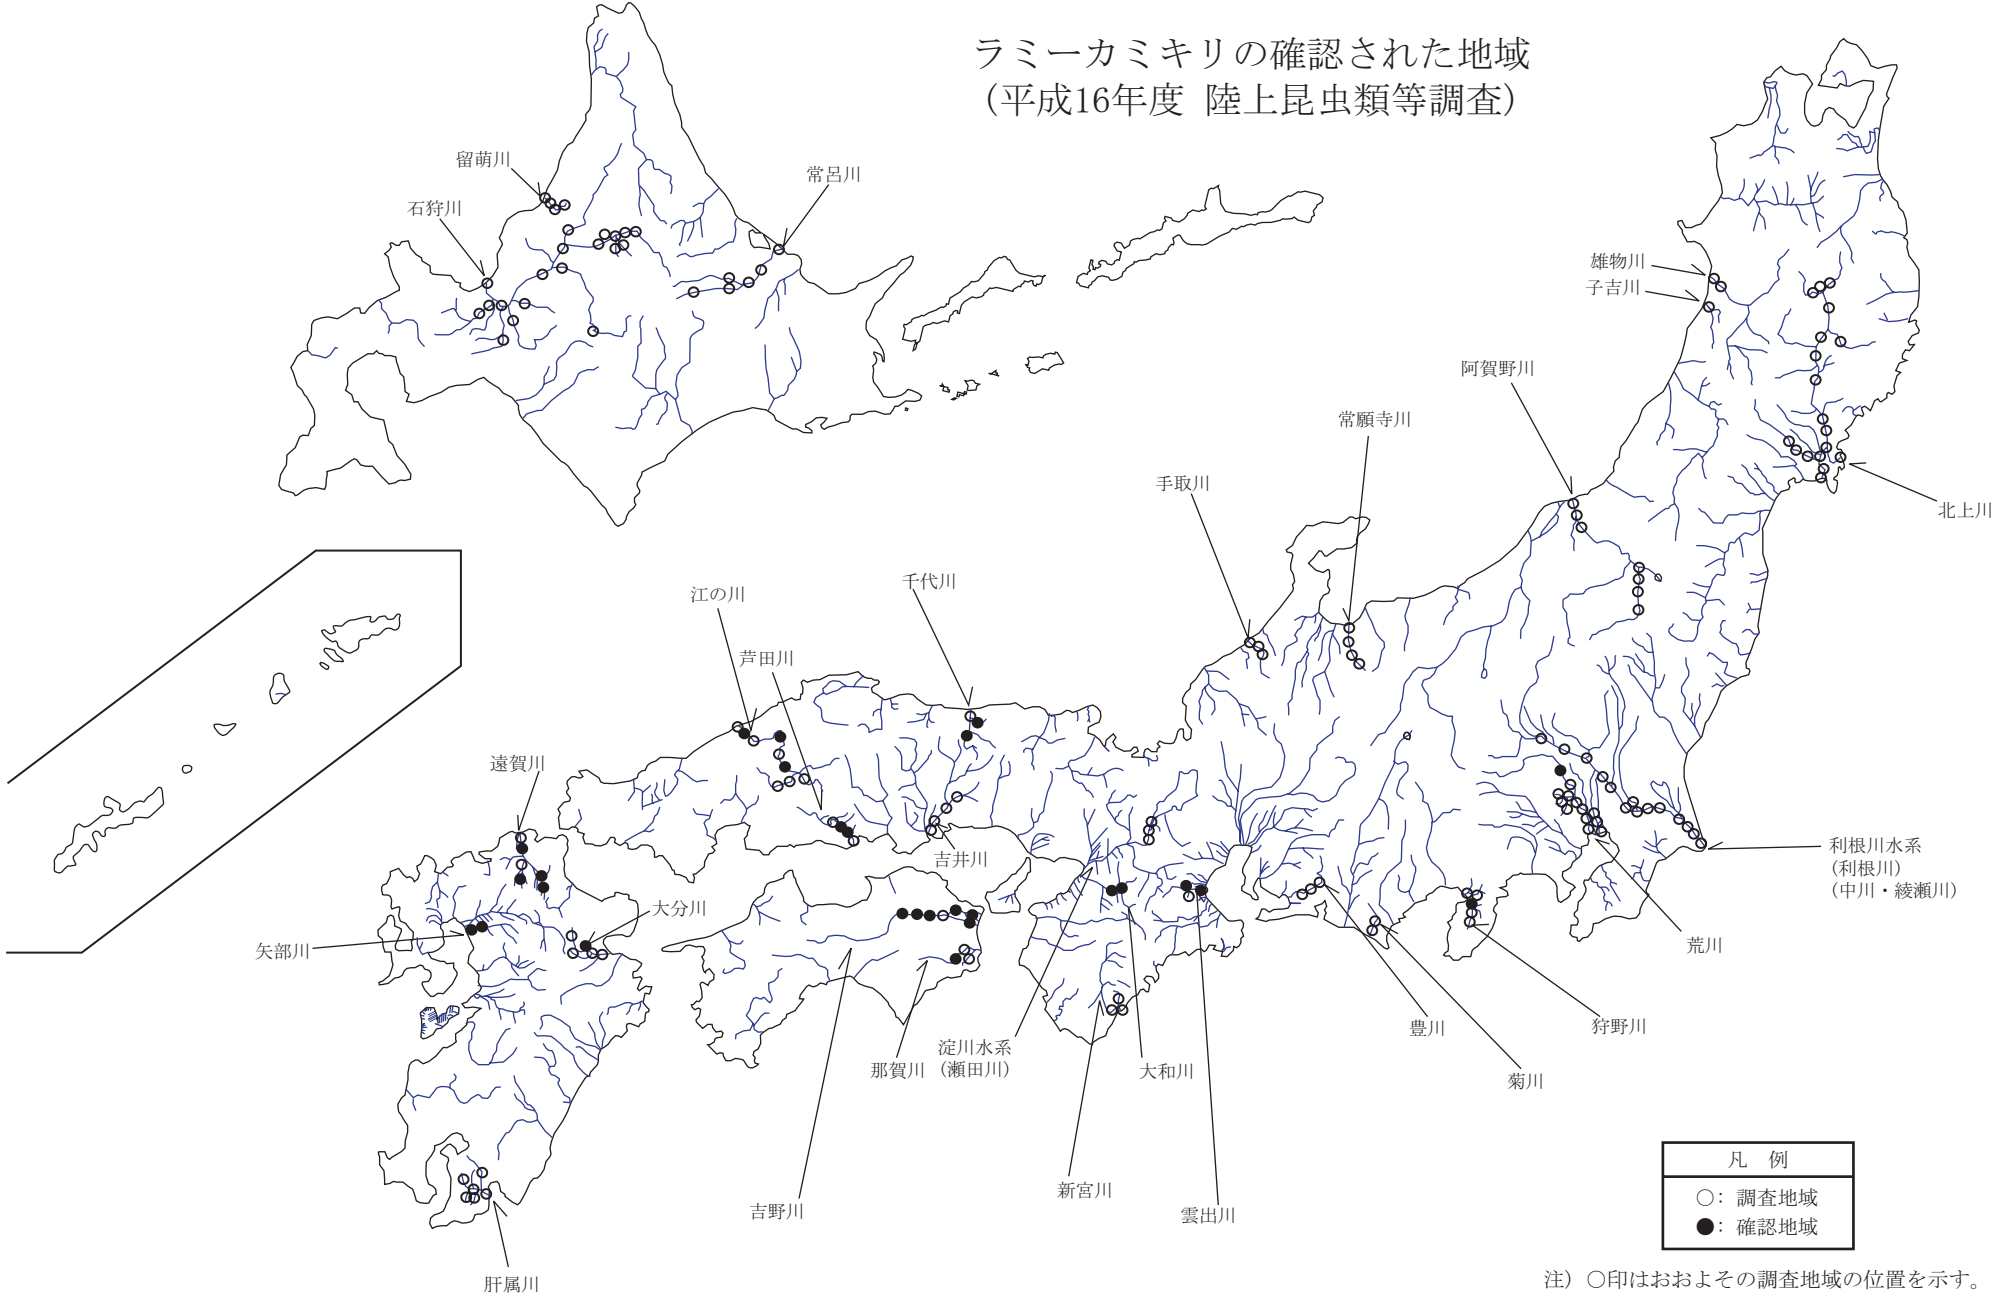 ラミーカミキリの確認された地域
（平成16年度 陸上昆虫類等調査）
留萌川
常呂川
石狩川
雄物川
子吉川
阿賀野川
常願寺川
手取川
北上川
千代川
江の川
芦田川
遠賀川
吉井川
利根川水系
（利根川）
（中川・綾瀬川）
大分川
矢部川
荒川
狩野川
豊川
淀川水系
（瀬田川）
那賀川
大和川
菊川
新宮川
吉野川
雲出川
肝属川
凡 例
○： 調査地域
●： 確認地域
注）○印はおおよその調査地域の位置を示す。